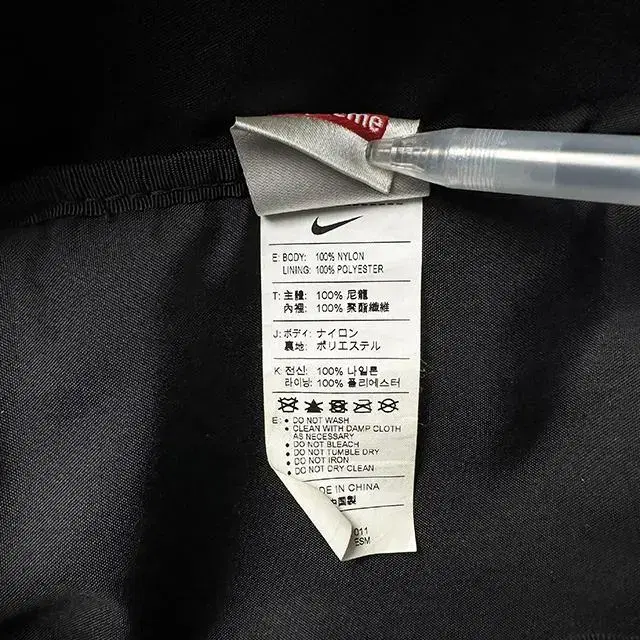 eme
E: BODY: 100% NYLON
LINING: 100% POLYESTER
T: 主體: 100% 尼龍
內裡: 100% 聚酯纖維
J: ボディ: ナイロン
裏地: ポリエステル
K: 전신: 100% 나일론
라이닝: 100% 폴리에스터
E: • DO NOT WASH
• CLEAN WITH DAMP CLOTH
AS NECESSARY
• DO NOT BLEACH
• DO NOT TUMBLE DRY
• DO NOT IRON
• DO NOT DRY CLEAN
DE IN CHINA
中国製
011
ESM